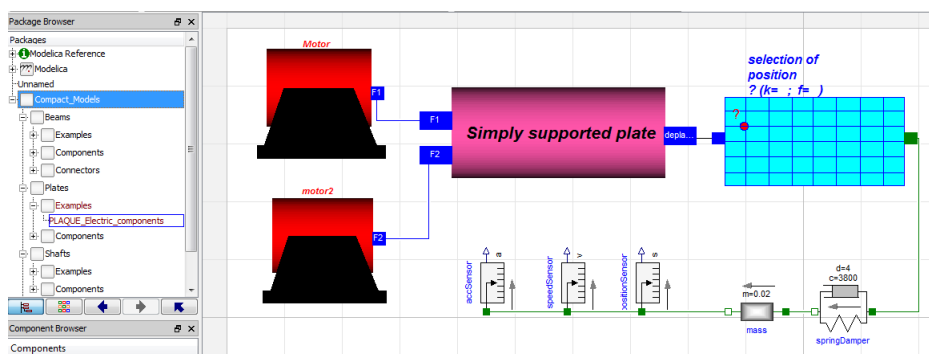 Package Browser
Packages
Modelica Reference
Modelica
Unnamed
Compact_Models
Beams
Examples
Components
Connectors
Plates
Examples
PLAQUE_Electric_components
Components
Shafts
Examples
Components
Component Browser
Components
Motor
F1
motor2
F2
F1
F2
Simply supported plate
depla...
selection of
position
? (k= ; f= )
?
accSensor
a
speedSensor
v
positionSensor
s
m=0.02
mass
d=4
c=3800
springDamper